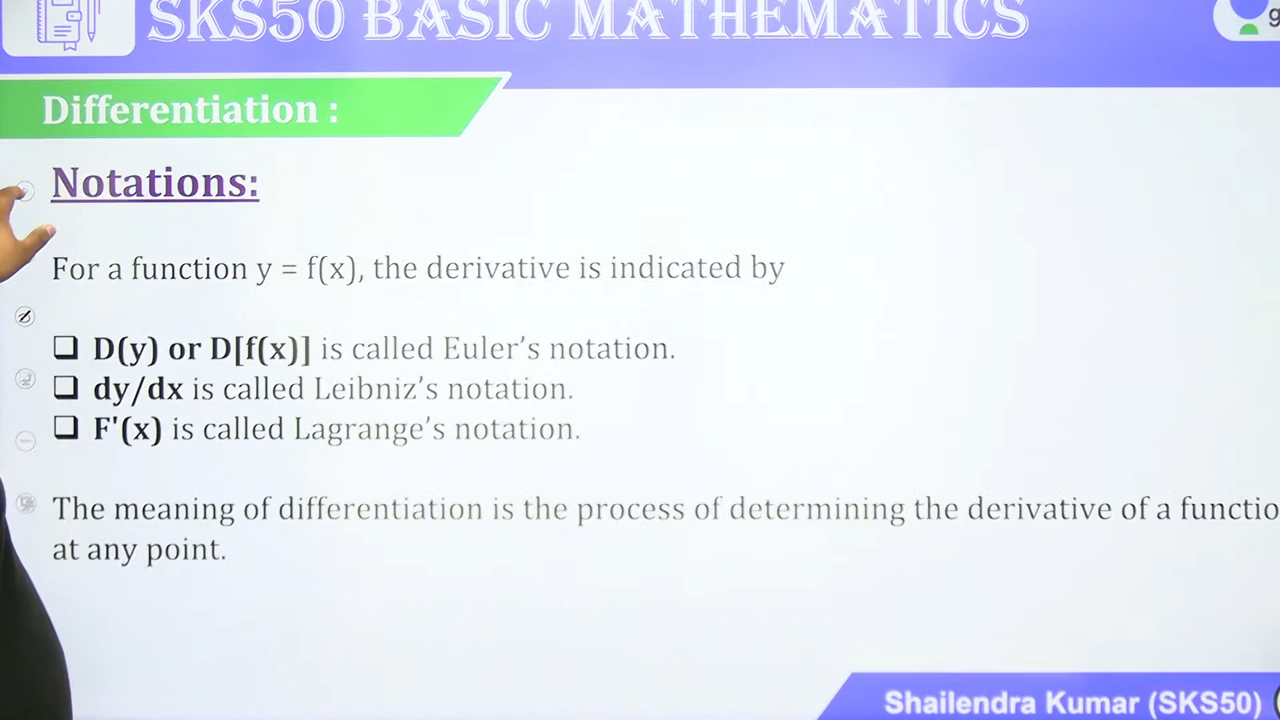 SKS50 BASIC MATHEMATICS
Differentiation :
Notations:
For a function y = f(x), the derivative is indicated by
❑ D(y) or D[f(x)] is called Euler’s notation.
❑ dy/dx is called Leibniz’s notation.
❑ F'(x) is called Lagrange’s notation.
The meaning of differentiation is the process of determining the derivative of a functio
at any point.
Shailendra Kumar (SKS50)